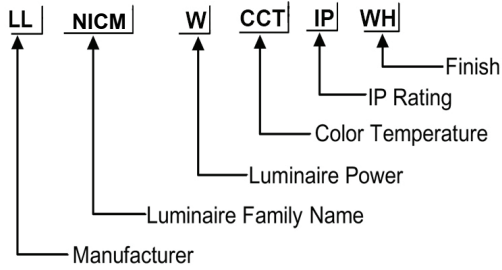 LL NICM W CCT IP WH
Finish
IP Rating
Color Temperature
Luminaire Power
Luminaire Family Name
Manufacturer